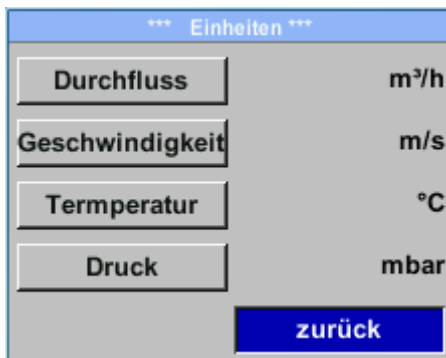 *** Einheiten ***
Durchfluss m³/h
Geschwindigkeit m/s
Termperatur °C
Druck mbar
zurück